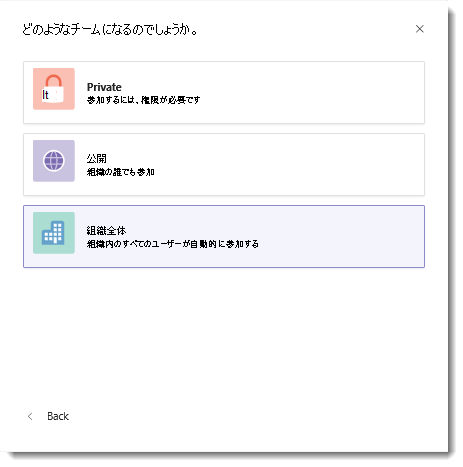 どのようなチームになるのでしょうか。
It
Private
参加するには、権限が必要です
公開
組織の誰でも参加
組織全体
組織内のすべてのユーザーが自動的に参加する
Back